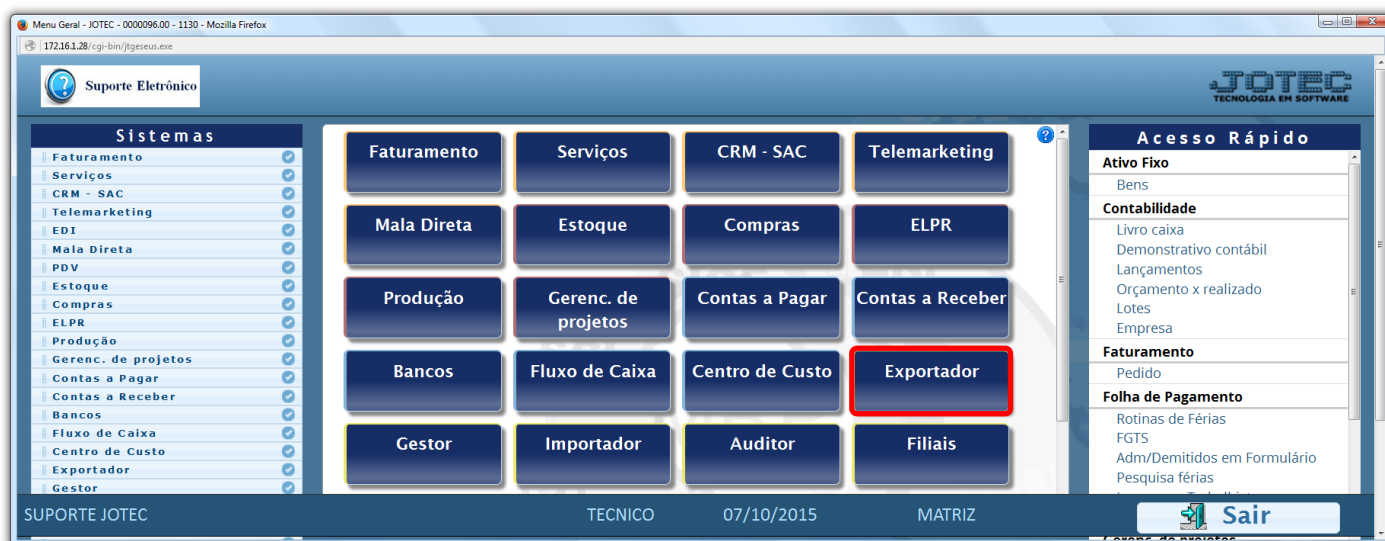 Menu Geral - JOTEC - 0000096.00 - 1130 - Mozilla Firefox
172.16.1.28/cgi-bin/jtgeseus.exe
Suporte Eletrônico
JOTEC
TECNOLOGIA EM SOFTWARE
Sistemas
Faturamento
Serviços
CRM - SAC
Telemarketing
EDI
Mala Direta
PDV
Estoque
Compras
ELPR
Produção
Gerenc. de projetos
Contas a Pagar
Contas a Receber
Bancos
Fluxo de Caixa
Centro de Custo
Exportador
Gestor
Faturamento
Serviços
CRM - SAC
Telemarketing
Mala Direta
Estoque
Compras
ELPR
Produção
Gerenc. de
projetos
Contas a Pagar
Contas a Receber
Bancos
Fluxo de Caixa
Centro de Custo
Exportador
Gestor
Importador
Auditor
Filiais
Acesso Rápido
Ativo Fixo
Bens
Contabilidade
Livro caixa
Demonstrativo contábil
Lançamentos
Orçamento x realizado
Lotes
Empresa
Faturamento
Pedido
Folha de Pagamento
Rotinas de Férias
FGTS
Adm/Demitidos em Formulário
Pesquisa férias
SUPORTE JOTEC
TECNICO
07/10/2015
MATRIZ
Sair